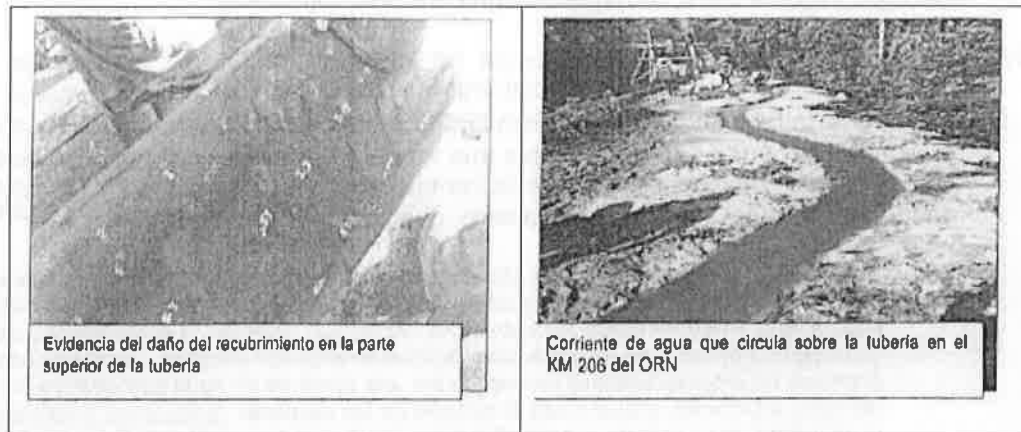 Evidencia del daño del recubrimiento en la parte
superior de la tubería
Corriente de agua que circula sobre la tubería en el
KM 206 del ORN